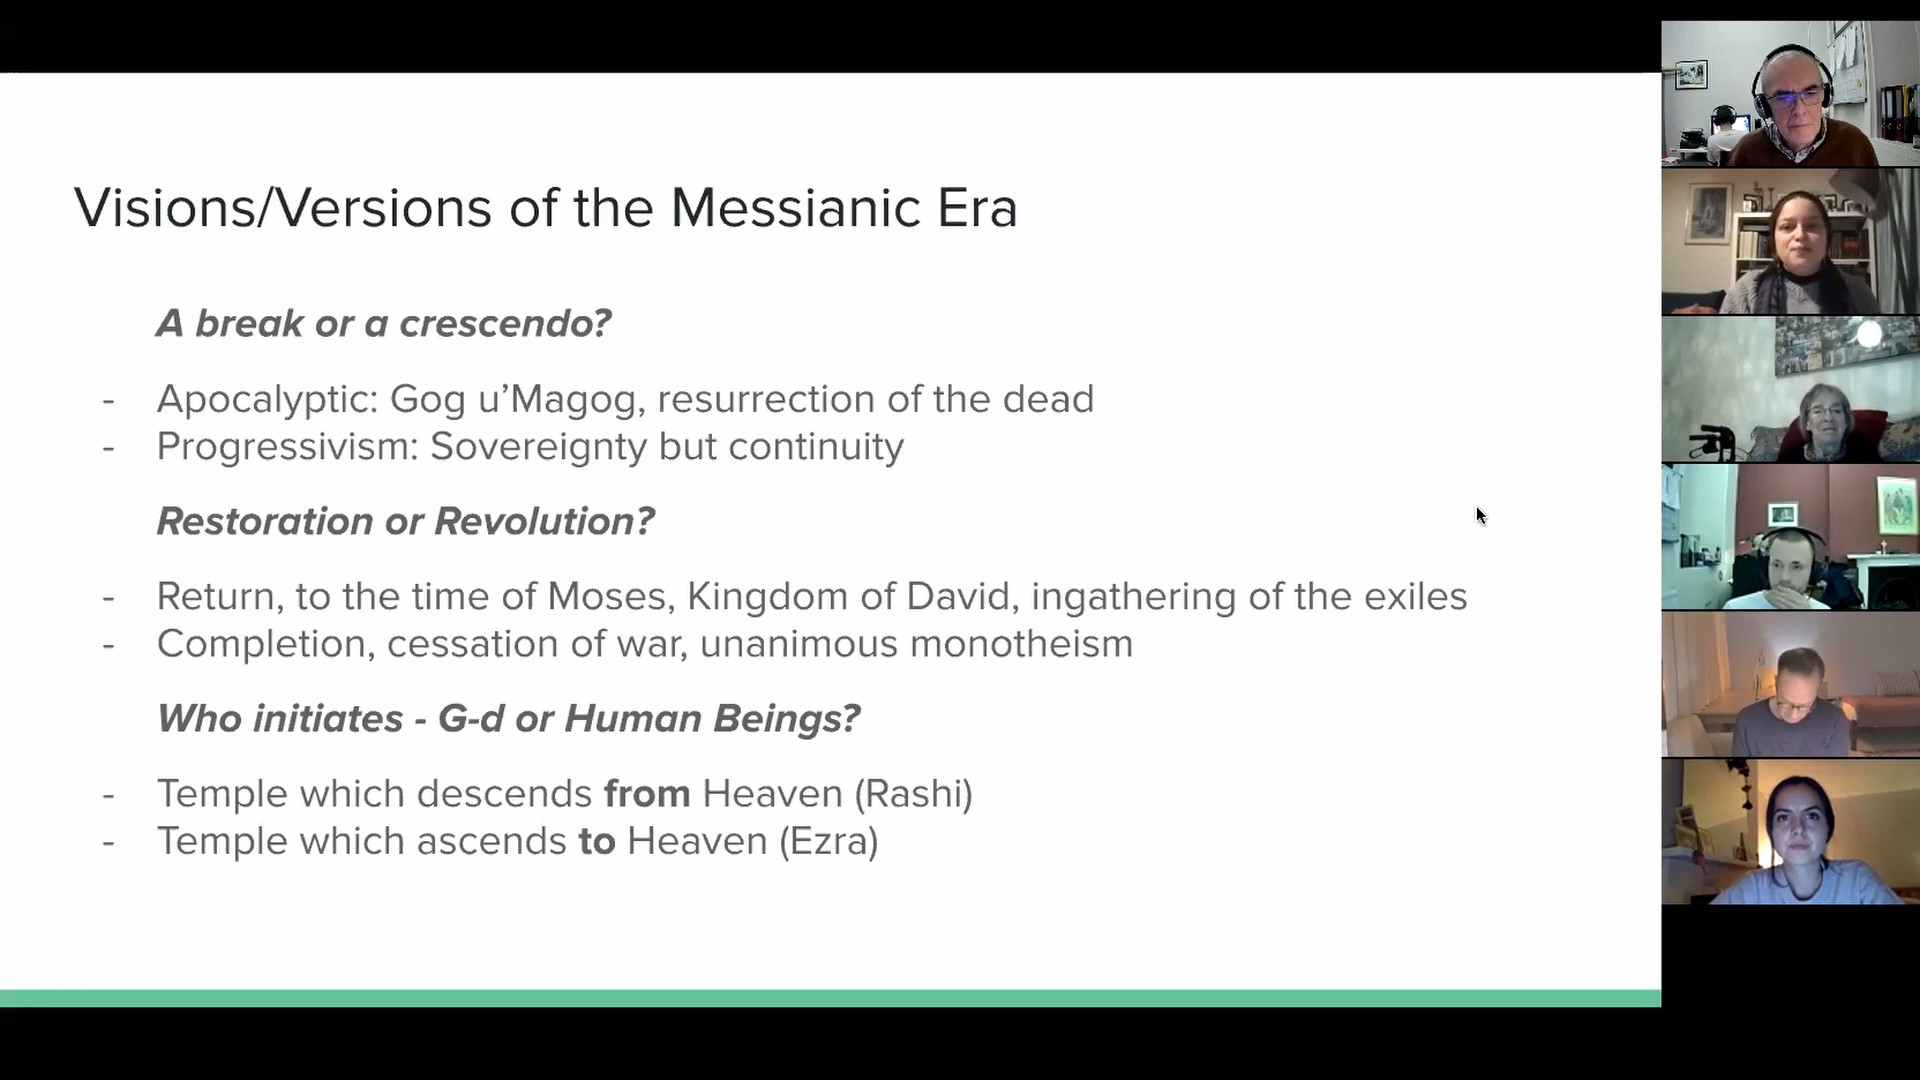 Visions/Versions of the Messianic Era
A break or a crescendo?
- Apocalyptic: Gog u’Magog, resurrection of the dead
- Progressivism: Sovereignty but continuity
Restoration or Revolution?
- Return, to the time of Moses, Kingdom of David, ingathering of the exiles
- Completion, cessation of war, unanimous monotheism
Who initiates - G-d or Human Beings?
- Temple which descends from Heaven (Rashi)
- Temple which ascends to Heaven (Ezra)